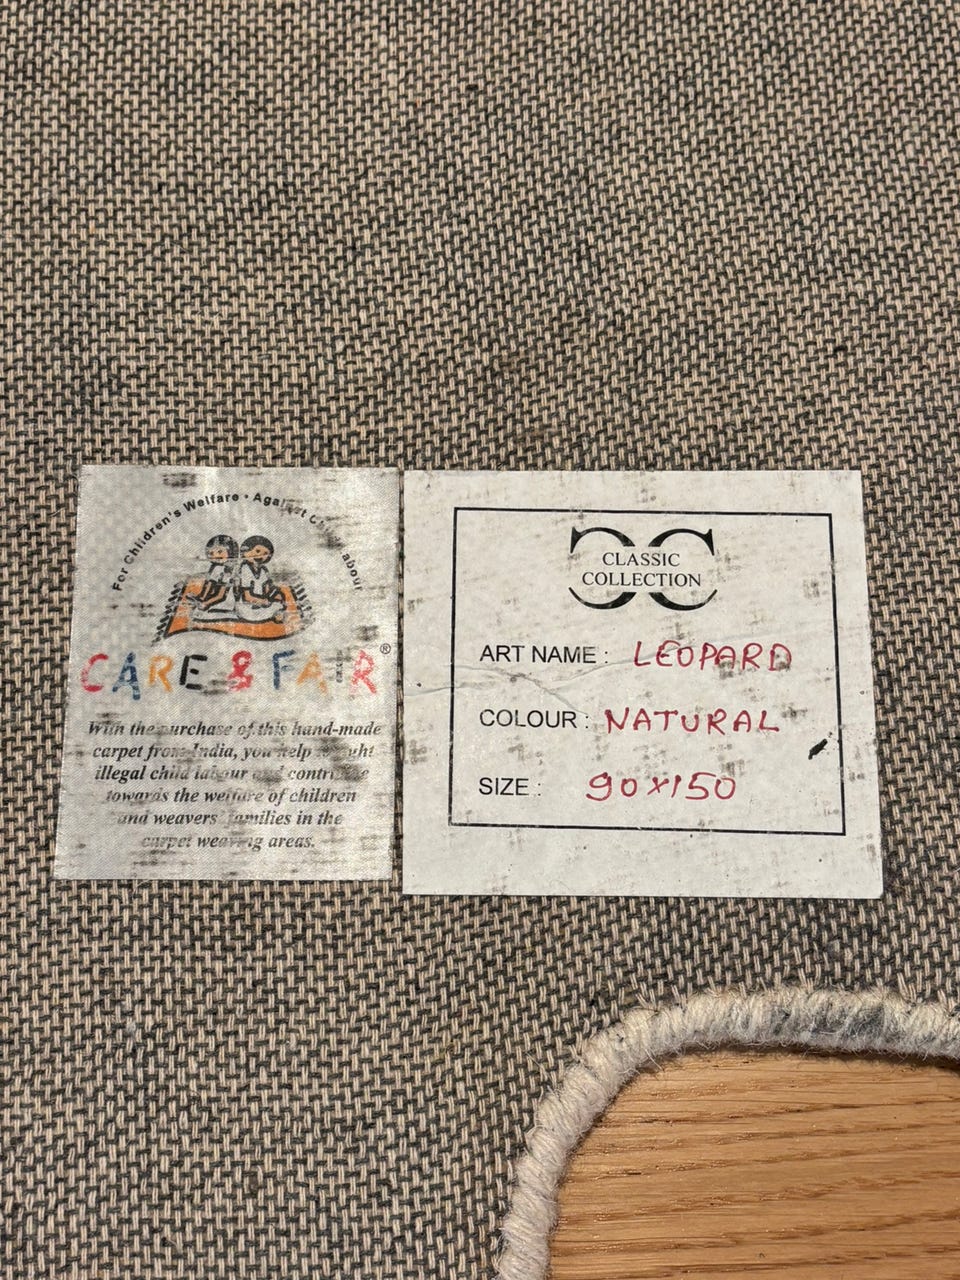 For Children's Welfare • Against Child Labour
CARE & FAIR®
With the purchase of this hand-made
carpet from India, you help to fight
illegal child labour and contribute
towards the welfare of children
and weavers families in the
carpet weaving areas.
CLASSIC
COLLECTION
ART NAME : LEOPARD
COLOUR : NATURAL
SIZE : 90x150